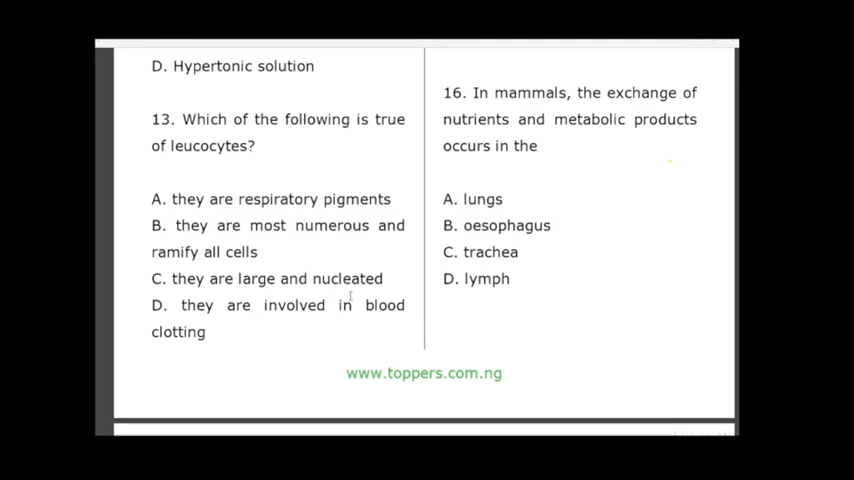 D. Hypertonic solution
13. Which of the following is true
of leucocytes?
A. they are respiratory pigments
B. they are most numerous and
ramify all cells
C. they are large and nucleated
D. they are involved in blood
clotting
16. In mammals, the exchange of
nutrients and metabolic products
occurs in the
A. lungs
B. oesophagus
C. trachea
D. lymph
www.toppers.com.ng